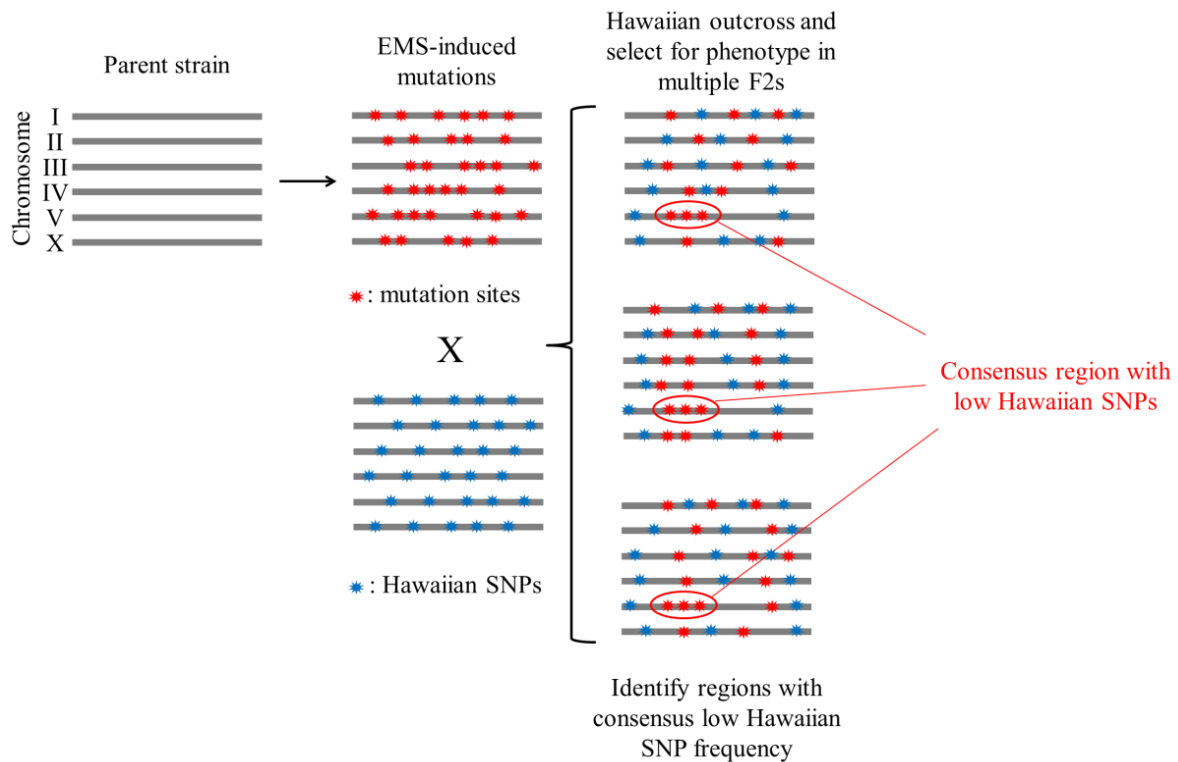 Parent strain
Chromosome
I
II
III
IV
V
X
EMS-induced
mutations
: mutation sites
X
: Hawaiian SNPs
Hawaiian outcross and
select for phenotype in
multiple F2s
Consensus region with
low Hawaiian SNPs
Identify regions with
consensus low Hawaiian
SNP frequency